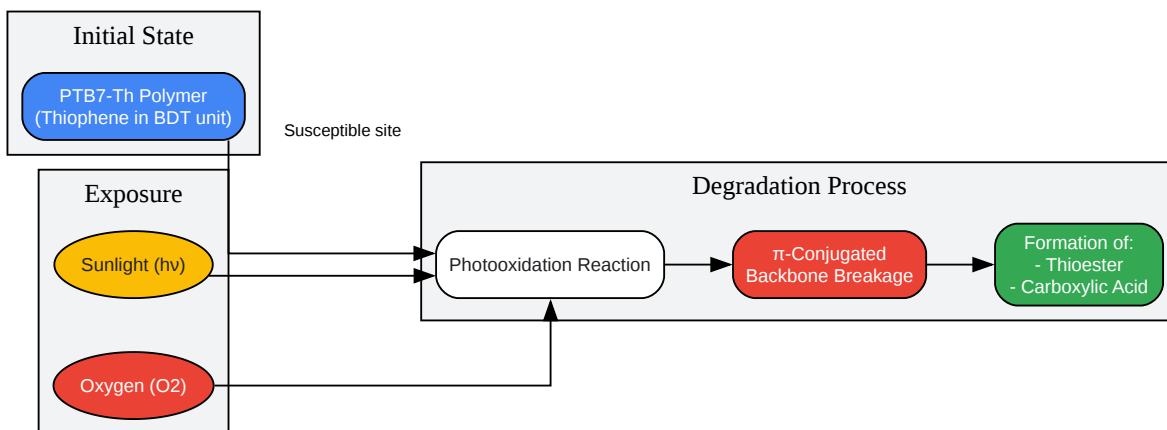 Initial State
PTB7-Th Polymer
(Thiophene in BDT unit)
Susceptible site
Exposure
Sunlight (hν)
Oxygen (O2)
Degradation Process
Photooxidation Reaction
π-Conjugated
Backbone Breakage
Formation of:
- Thioester
- Carboxylic Acid